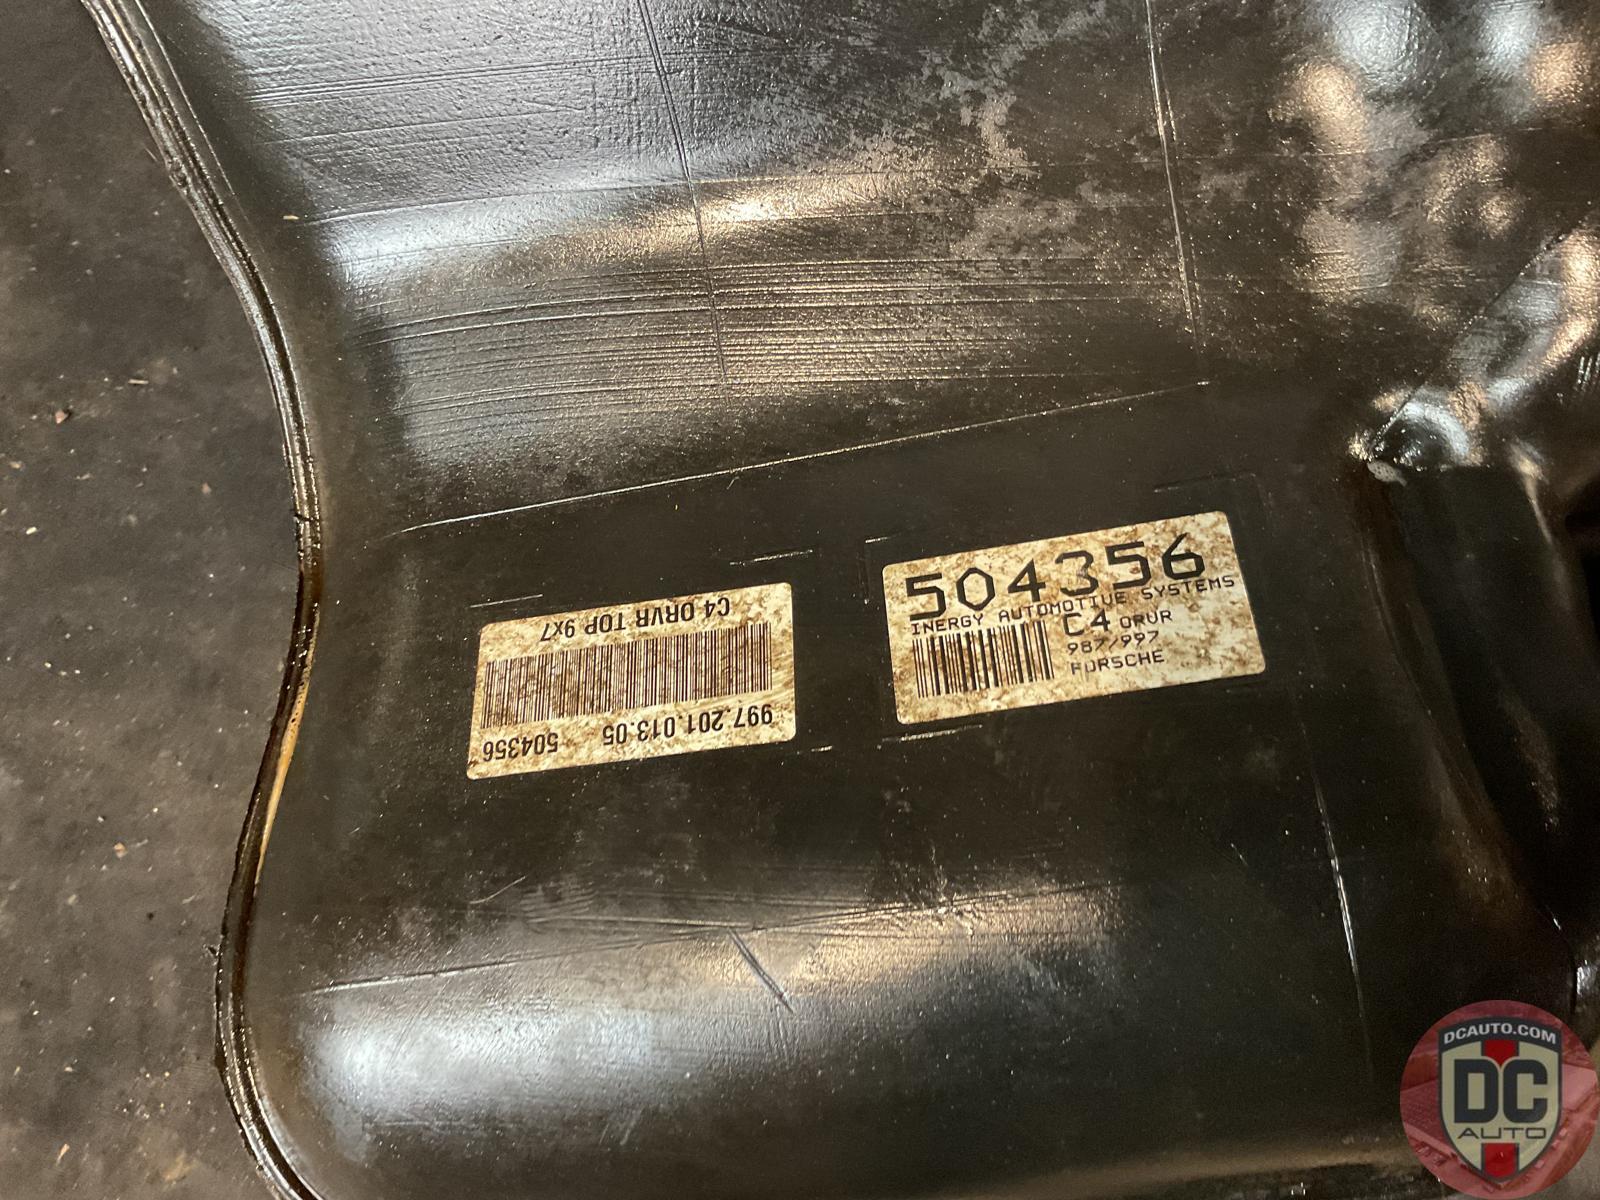 C4 DRVR TOP 9x7
997.201.013.05 504356
504356
INERGY AUTOMOTIVE SYSTEMS
C4 DRVR
987/997
PORSCHE
DCAUTO.COM
DC
AUTO